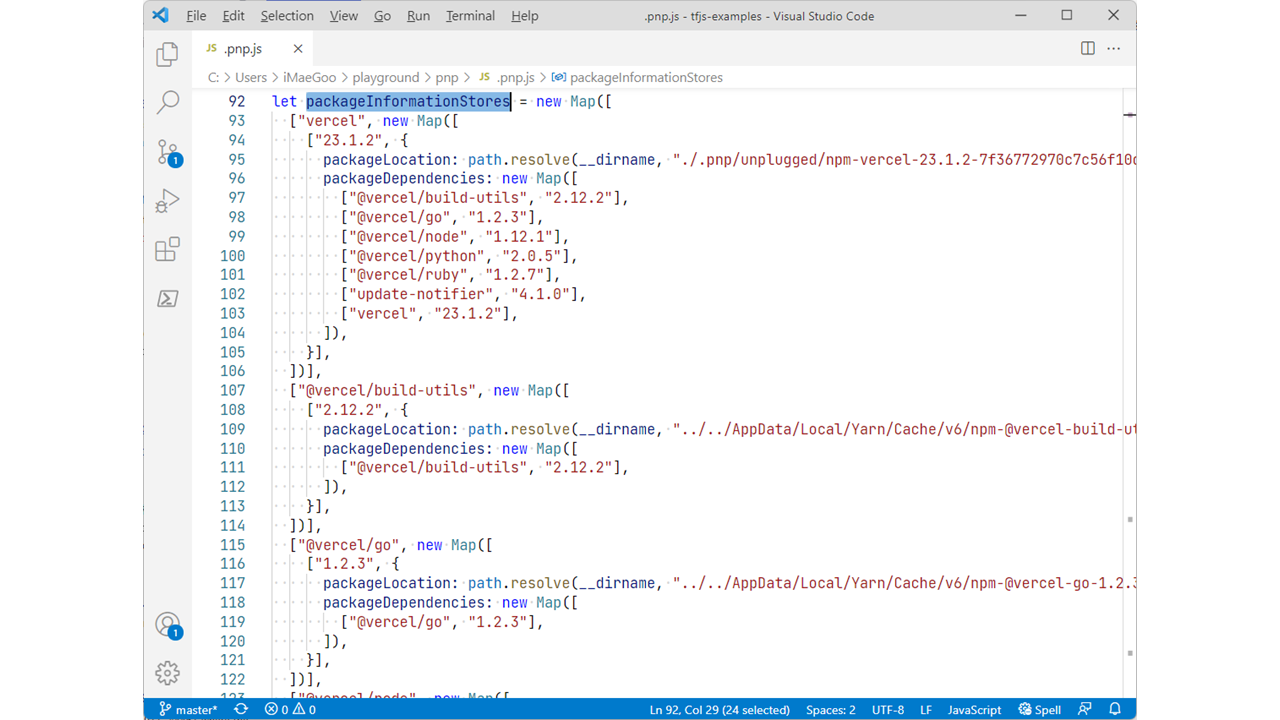 File Edit Selection View Go Run Terminal Help .pnp.js - tfjs-examples - Visual Studio Code
JS .pnp.js
C: > Users > iMaeGoo > playground > pnp > JS .pnp.js > packageInformationStores
92 let packageInformationStores = new Map([
93 ["vercel", new Map([
94 ["23.1.2", {
95 packageLocation: path.resolve(__dirname, "./.pnp/unplugged/npm-vercel-23.1.2-7f36772970c7c56f10d
96 packageDependencies: new Map([
97 ["@vercel/build-utils", "2.12.2"],
98 ["@vercel/go", "1.2.3"],
99 ["@vercel/node", "1.12.1"],
100 ["@vercel/python", "2.0.5"],
101 ["@vercel/ruby", "1.2.7"],
102 ["update-notifier", "4.1.0"],
103 ["vercel", "23.1.2"],
104 ]),
105 }],
106 ])],
107 ["@vercel/build-utils", new Map([
108 ["2.12.2", {
109 packageLocation: path.resolve(__dirname, "../../AppData/Local/Yarn/Cache/v6/npm-@vercel-build-ut
110 packageDependencies: new Map([
111 ["@vercel/build-utils", "2.12.2"],
112 ]),
113 }],
114 ])],
115 ["@vercel/go", new Map([
116 ["1.2.3", {
117 packageLocation: path.resolve(__dirname, "../../AppData/Local/Yarn/Cache/v6/npm-@vercel-go-1.2.3
118 packageDependencies: new Map([
119 ["@vercel/go", "1.2.3"],
120 ]),
121 }],
122 ])],
123 ["@vercel/node", new Map([
1
1
master* 0 0 Ln 92, Col 29 (24 selected) Spaces: 2 UTF-8 LF JavaScript Spell